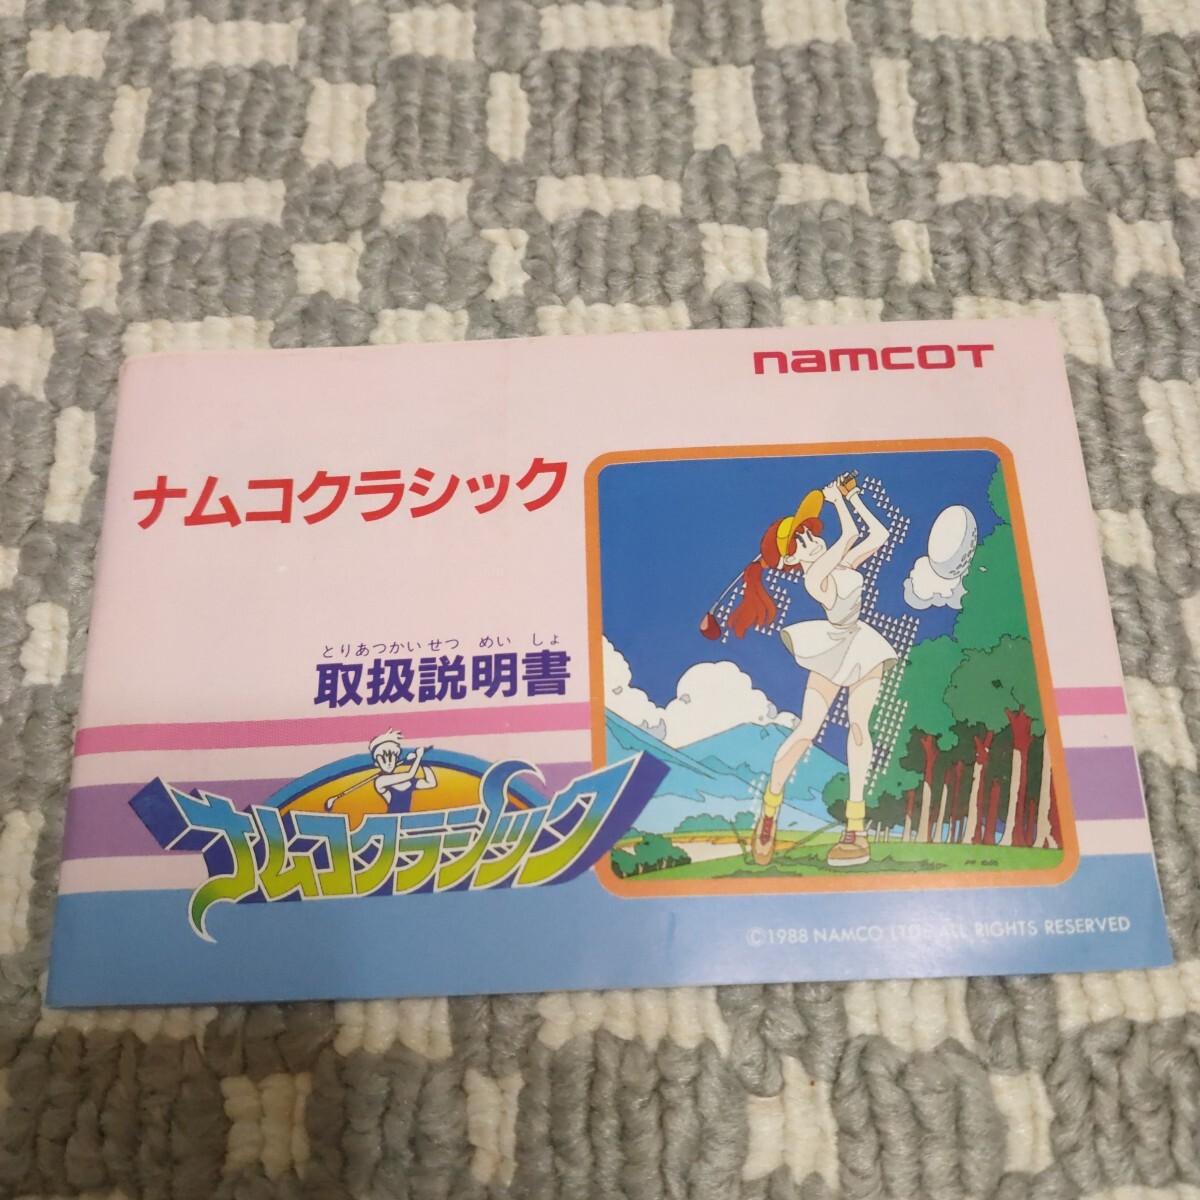 namcot
ナムコクラシック
とりあつかいせつ めい しょ
取扱説明書
ナムコクラシック
©1988 NAMCO LTD. ALL RIGHTS RESERVED